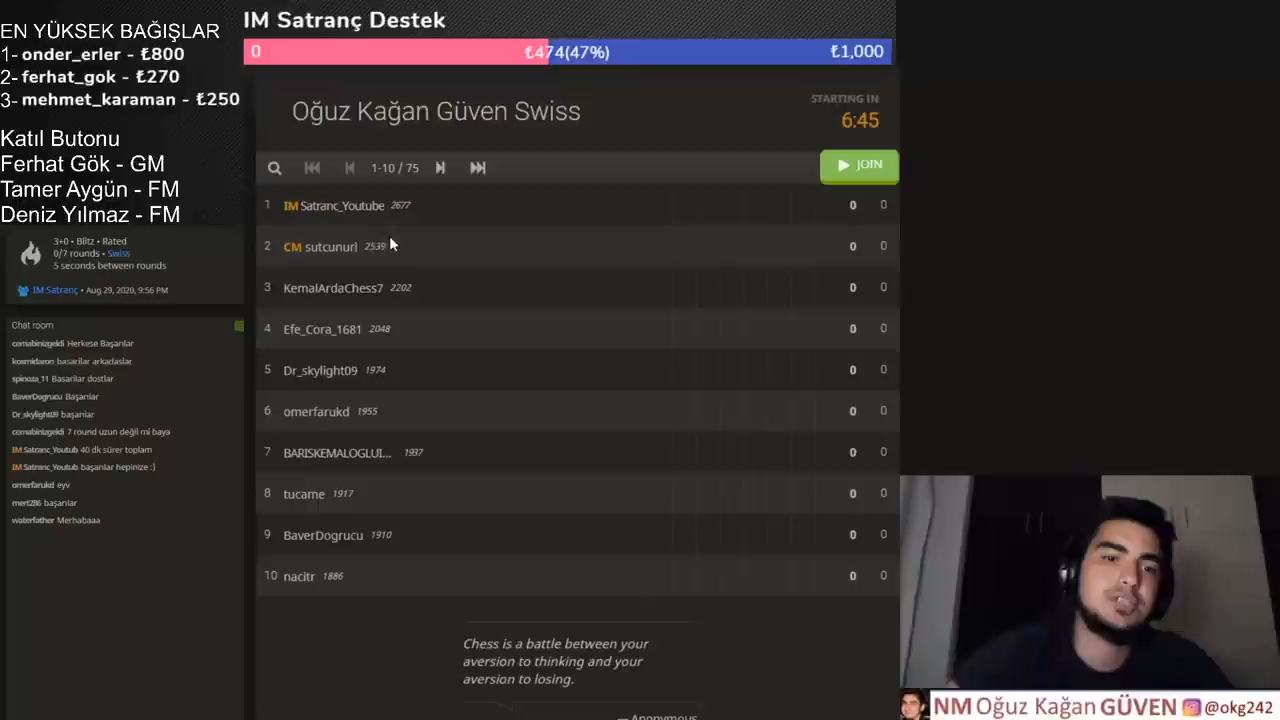 EN YÜKSEK BAĞIŞLAR
1- onder_erler - ₺800
2- ferhat_gok - ₺270
3- mehmet_karaman - ₺250
Katıl Butonu
Ferhat Gök - GM
Tamer Aygün - FM
Deniz Yılmaz - FM
3+0 • Blitz • Rated
0/7 rounds • Swiss
5 seconds between rounds
IM Satranç • Aug 29, 2020, 9:56 PM
Chat room
cemabinizgeldi Herkese Başarılar
kosmidaron basarilar arkadaslar
spinoza_11 Basarilar dostlar
BaverDogrucu Başarılar
Dr_skylight09 başarılar
cemabinizgeldi 7 round uzun değil mi baya
IM Satranc_Youtub 40 dk sürer toplam
IM Satranc_Youtub başarılar hepinize :)
omerfarukd eyv
mert286 başarılar
waterfather Merhabaaa
IM Satranç Destek
0 ₺474(47%) ₺1,000
Oğuz Kağan Güven Swiss
STARTING IN
6:45
1-10 / 75
JOIN
1 IM Satranc_Youtube 2677 0 0
2 CM sutcunuri 2539 0 0
3 KemalArdaChess7 2202 0 0
4 Efe_Cora_1681 2048 0 0
5 Dr_skylight09 1974 0 0
6 omerfarukd 1955 0 0
7 BARISKEMALOGLUI... 1937 0 0
8 tucame 1917 0 0
9 BaverDogrucu 1910 0 0
10 nacitr 1886 0 0
Chess is a battle between your
aversion to thinking and your
aversion to losing.
— Anonymous
NM Oğuz Kağan GÜVEN @okg242